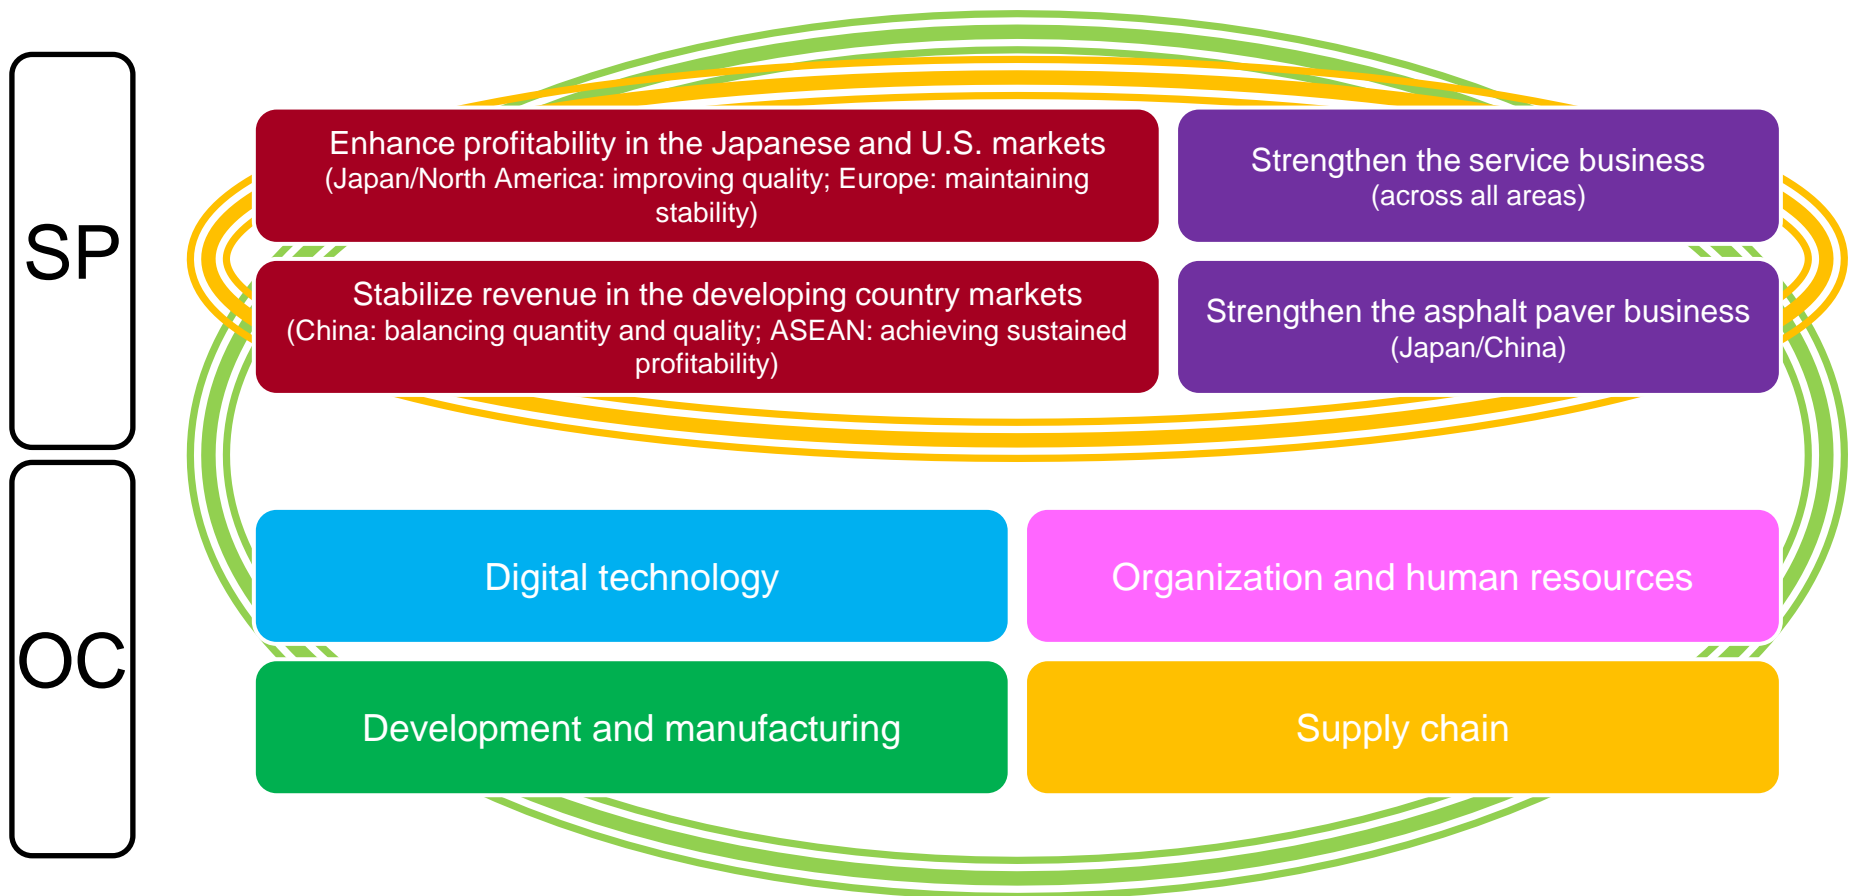 SP
Enhance profitability in the Japanese and U.S. markets
(Japan/North America: improving quality; Europe: maintaining
stability)
Strengthen the service business
(across all areas)
Stabilize revenue in the developing country markets
(China: balancing quantity and quality; ASEAN: achieving sustained
profitability)
Strengthen the asphalt paver business
(Japan/China)
OC
Digital technology
Organization and human resources
Development and manufacturing
Supply chain